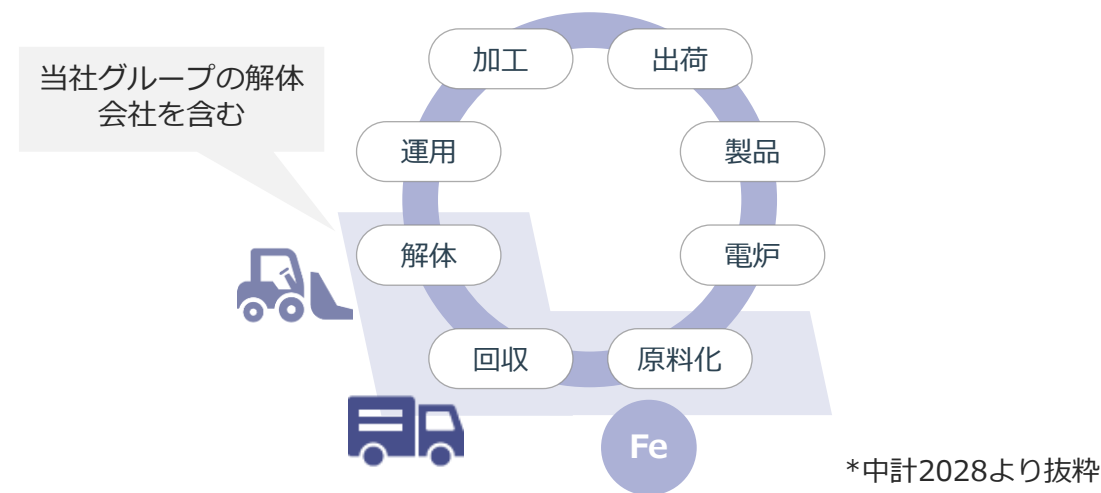 当社グループの解体
会社を含む
加工
出荷
運用
製品
解体
電炉
回収
原料化
Fe
*中計2028より抜粋